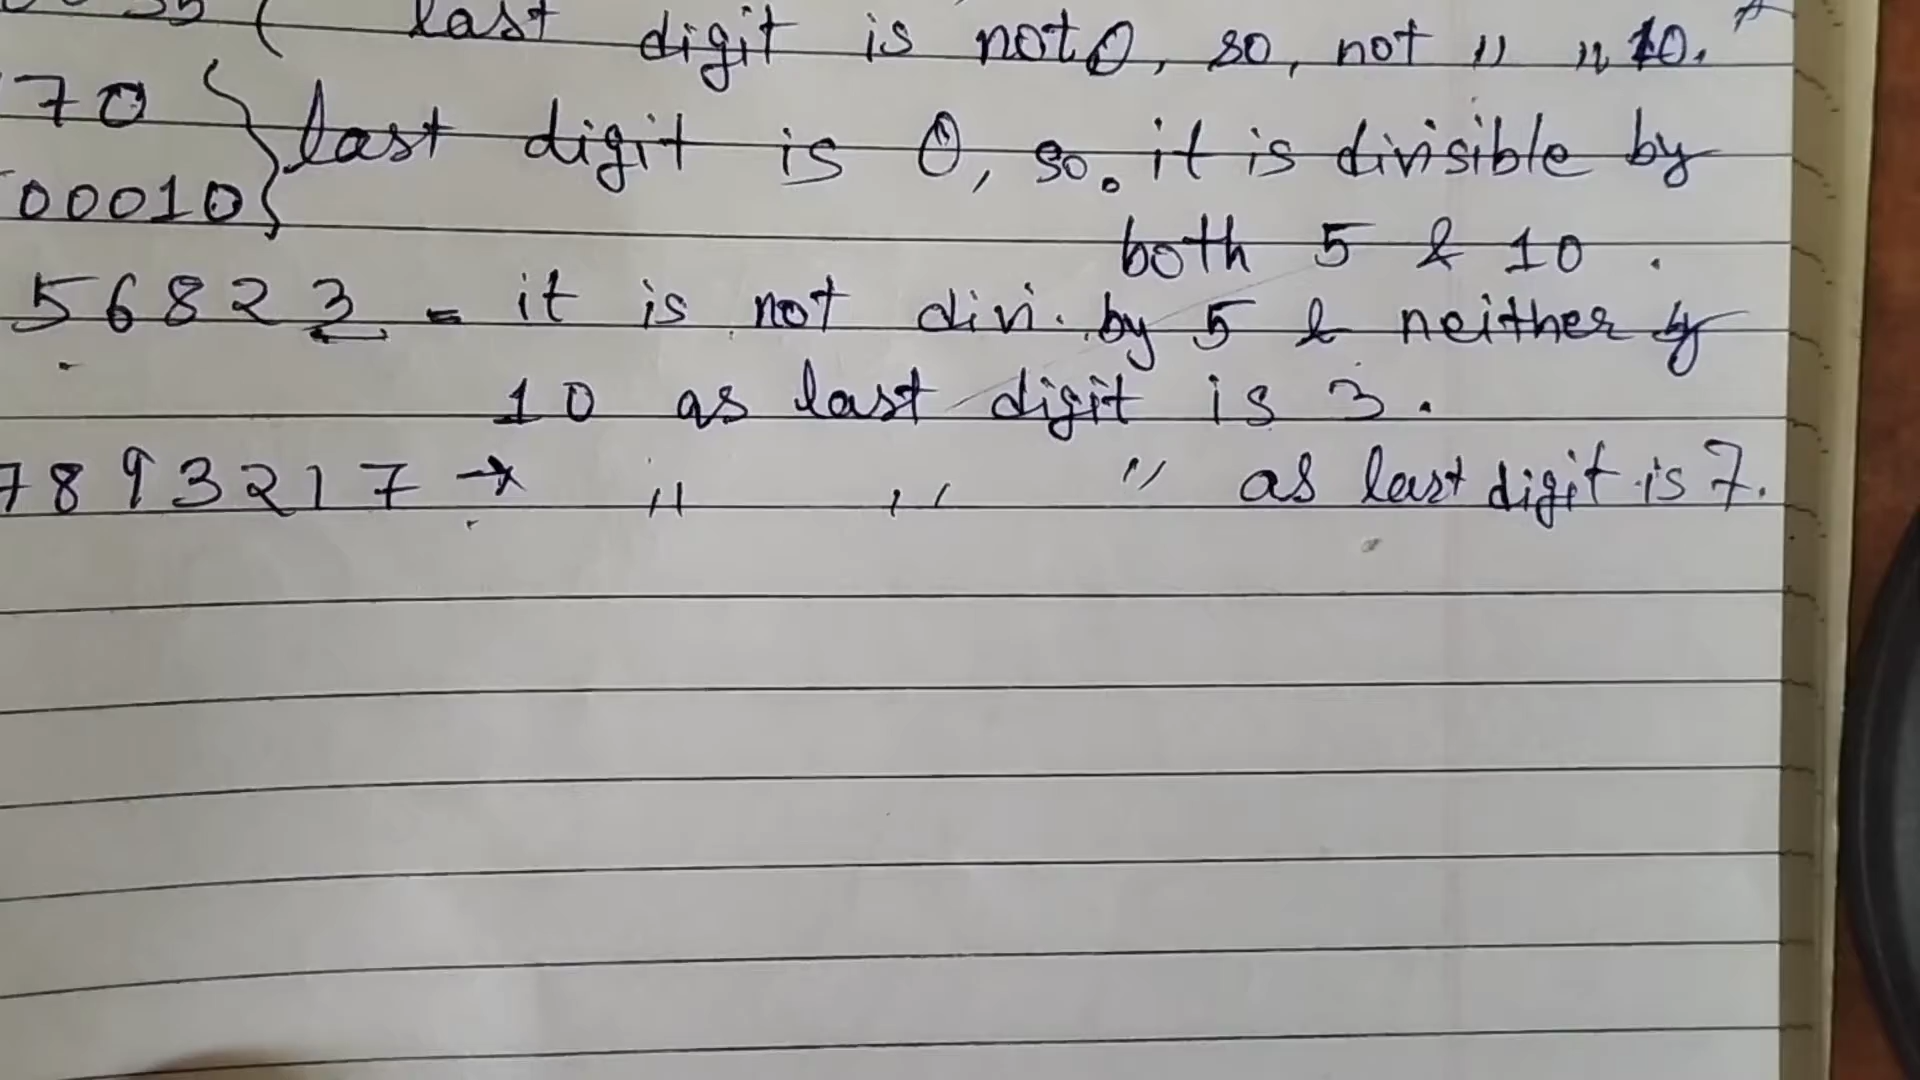 last digit is not 0, so, not " " 10.
70 } last digit is 0, so. it is divisible by
00010 }
both 5 & 10.
56823 - it is not divi. by 5 & neither by
10 as last digit is 3.
7893217 → " " " as last digit is 7.